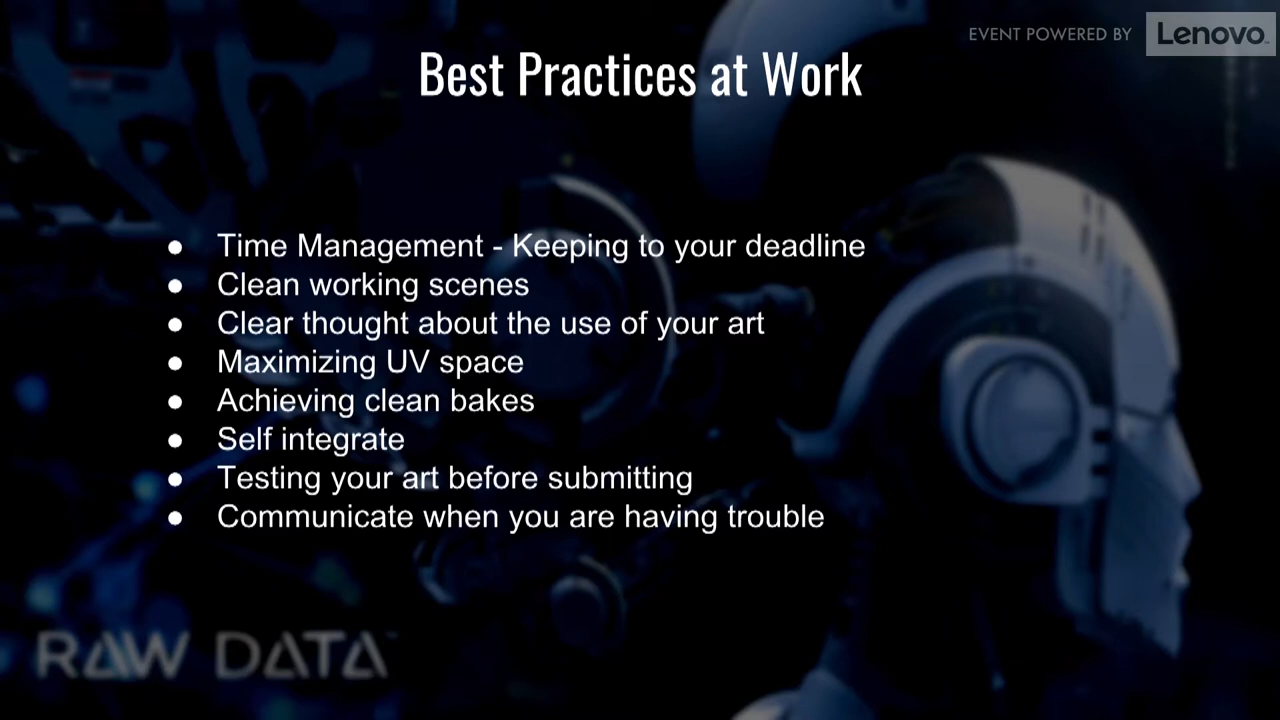 EVENT POWERED BY Lenovo
Best Practices at Work
● Time Management - Keeping to your deadline
● Clean working scenes
● Clear thought about the use of your art
● Maximizing UV space
● Achieving clean bakes
● Self integrate
● Testing your art before submitting
● Communicate when you are having trouble
RAW DATA™